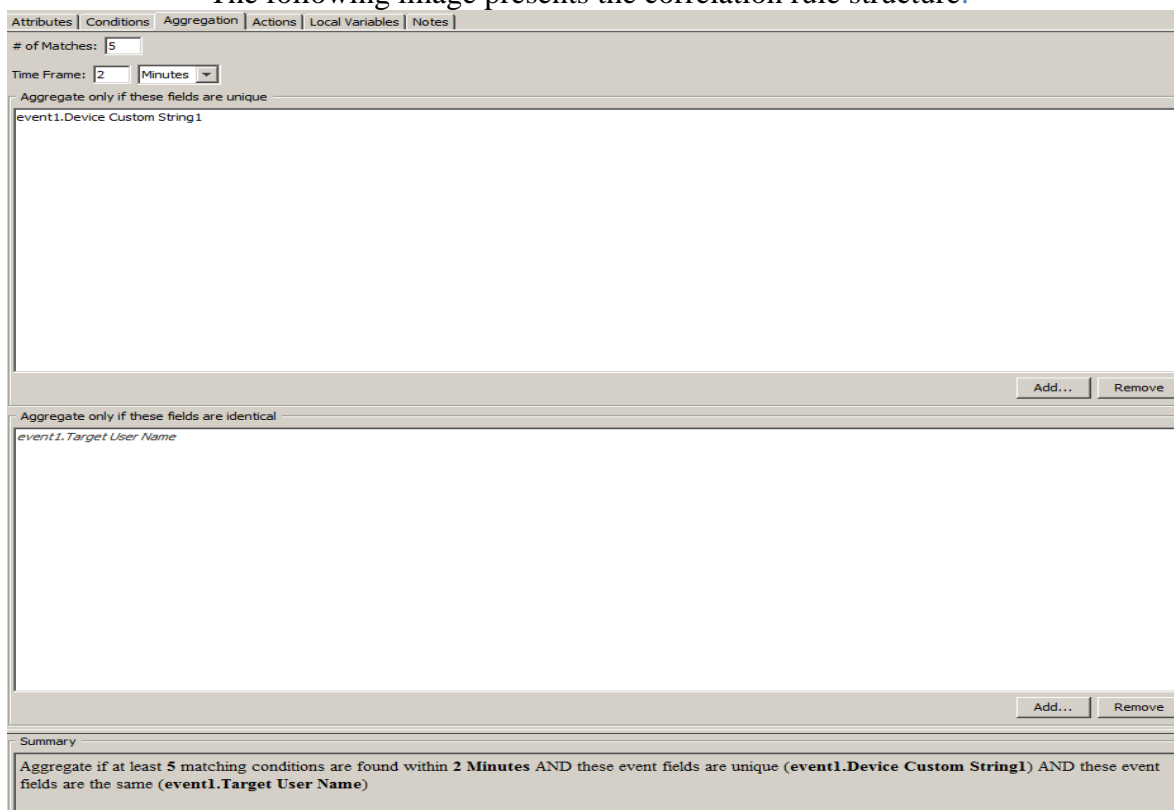 The following image presents the correlation rule structure.
Attributes Conditions Aggregation Actions Local Variables Notes
# of Matches: 5
Time Frame: 2 Minutes
Aggregate only if these fields are unique
event1.Device Custom String1
Add... Remove
Aggregate only if these fields are identical
event1.Target User Name
Add... Remove
Summary
Aggregate if at least 5 matching conditions are found within 2 Minutes AND these event fields are unique (event1.Device Custom String1) AND these event
fields are the same (event1.Target User Name)